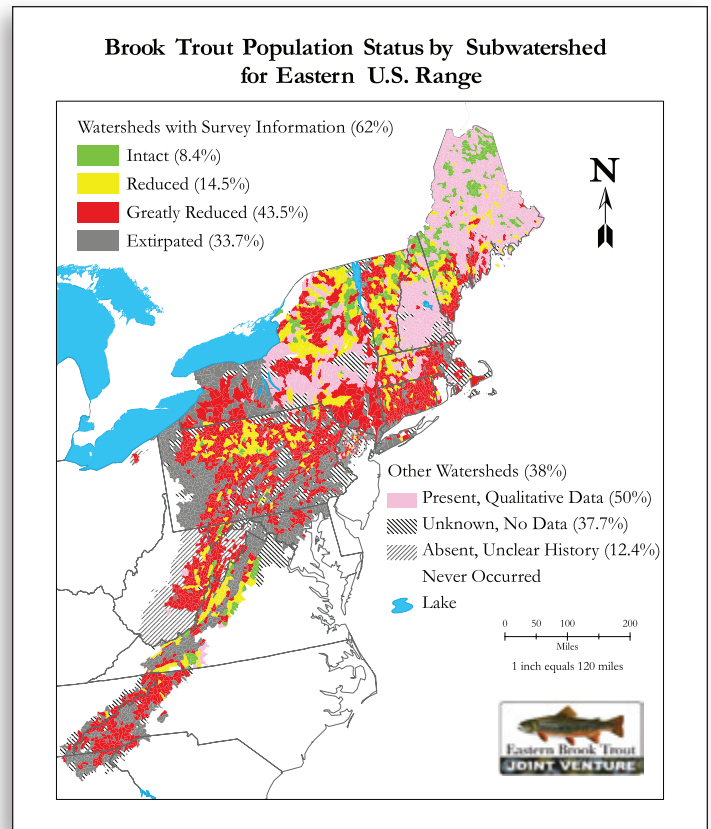 Brook Trout Population Status by Subwatershed
for Eastern U.S. Range
Watersheds with Survey Information (62%)
Intact (8.4%)
Reduced (14.5%)
Greatly Reduced (43.5%)
Extirpated (33.7%)
N
Other Watersheds (38%)
Present, Qualitative Data (50%)
Unknown, No Data (37.7%)
Absent, Unclear History (12.4%)
Never Occurred
Lake
0 50 100 200
Miles
1 inch equals 120 miles
Eastern Brook Trout
JOINT VENTURE